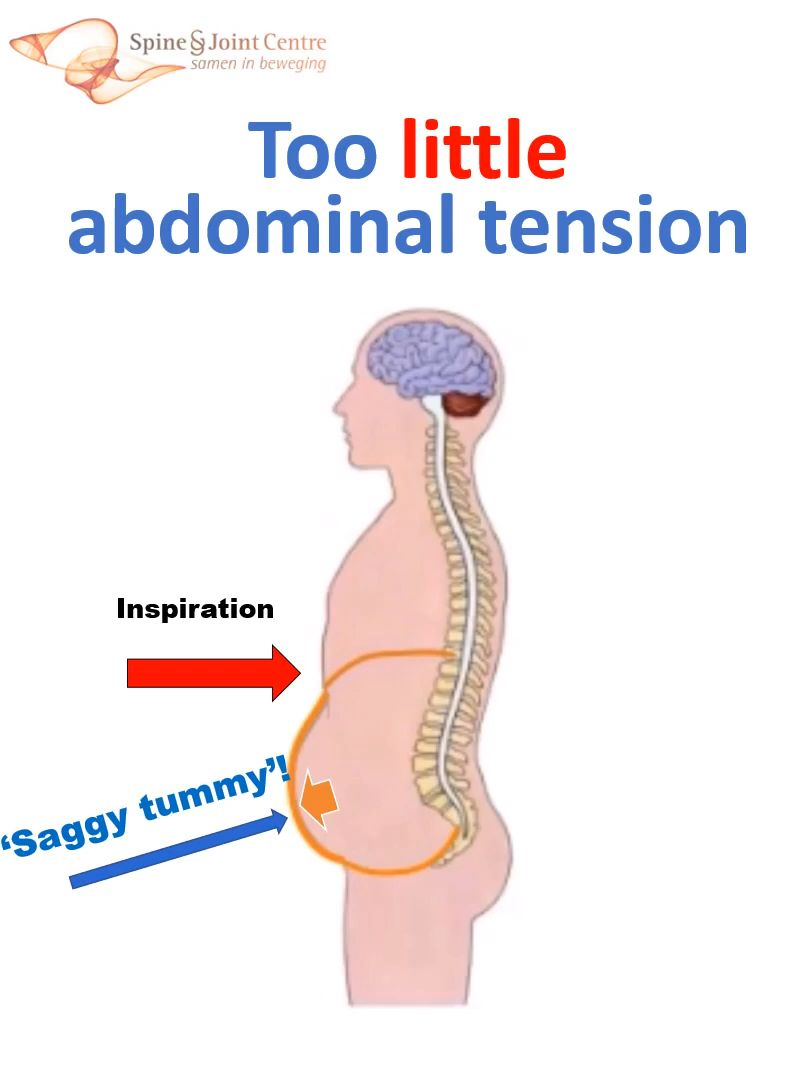 Spine & Joint Centre
samen in beweging
Too little
abdominal tension
Inspiration
‘Saggy tummy’!